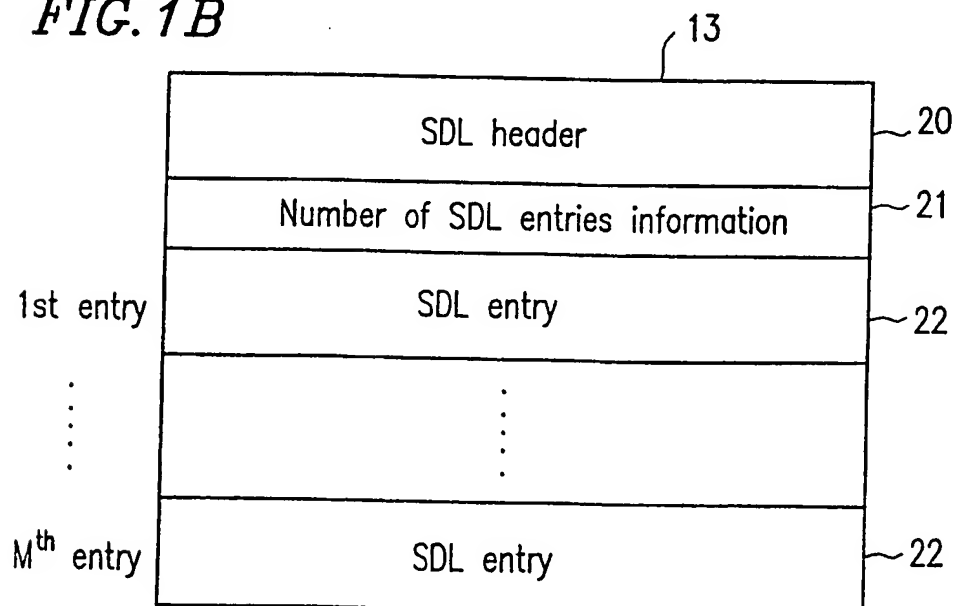 FIG. 1B
13
SDL header
20
Number of SDL entries information
21
1st entry
SDL entry
22
Mth entry
SDL entry
22